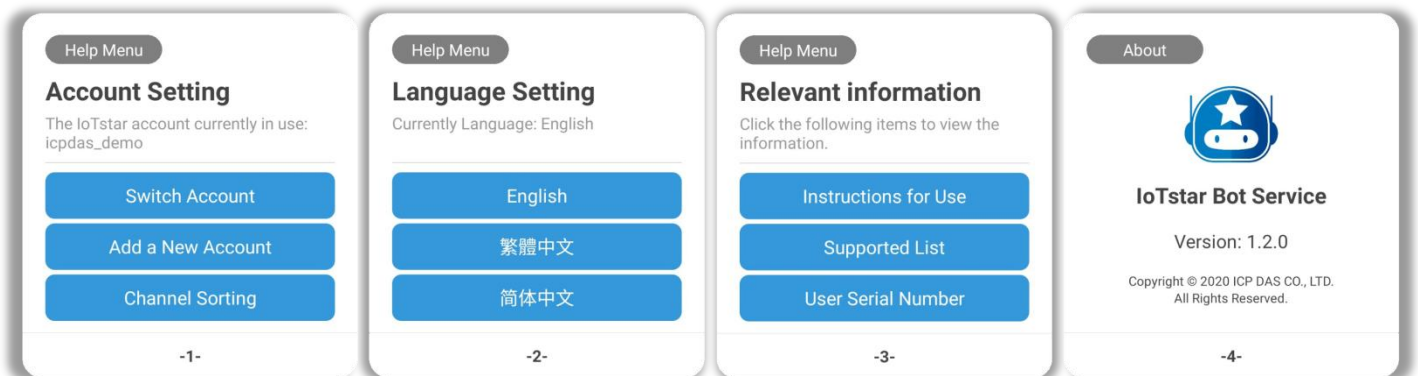 Help Menu
Account Setting
The IoTstar account currently in use:
icpdas_demo
Switch Account
Add a New Account
Channel Sorting
-1-
Help Menu
Language Setting
Currently Language: English
English
繁體中文
简体中文
-2-
Help Menu
Relevant information
Click the following items to view the
information.
Instructions for Use
Supported List
User Serial Number
-3-
About
IoTstar Bot Service
Version: 1.2.0
Copyright © 2020 ICP DAS CO., LTD.
All Rights Reserved.
-4-